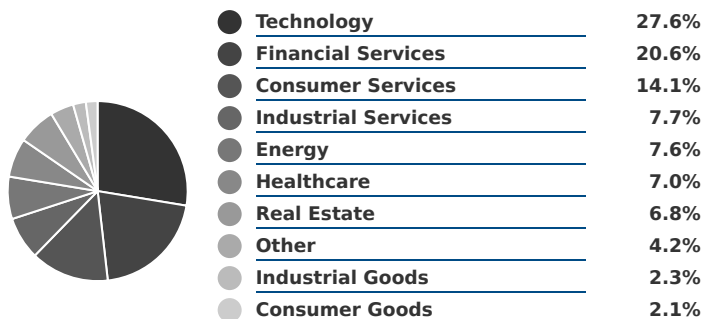 Technology 27.6%
Financial Services 20.6%
Consumer Services 14.1%
Industrial Services 7.7%
Energy 7.6%
Healthcare 7.0%
Real Estate 6.8%
Other 4.2%
Industrial Goods 2.3%
Consumer Goods 2.1%